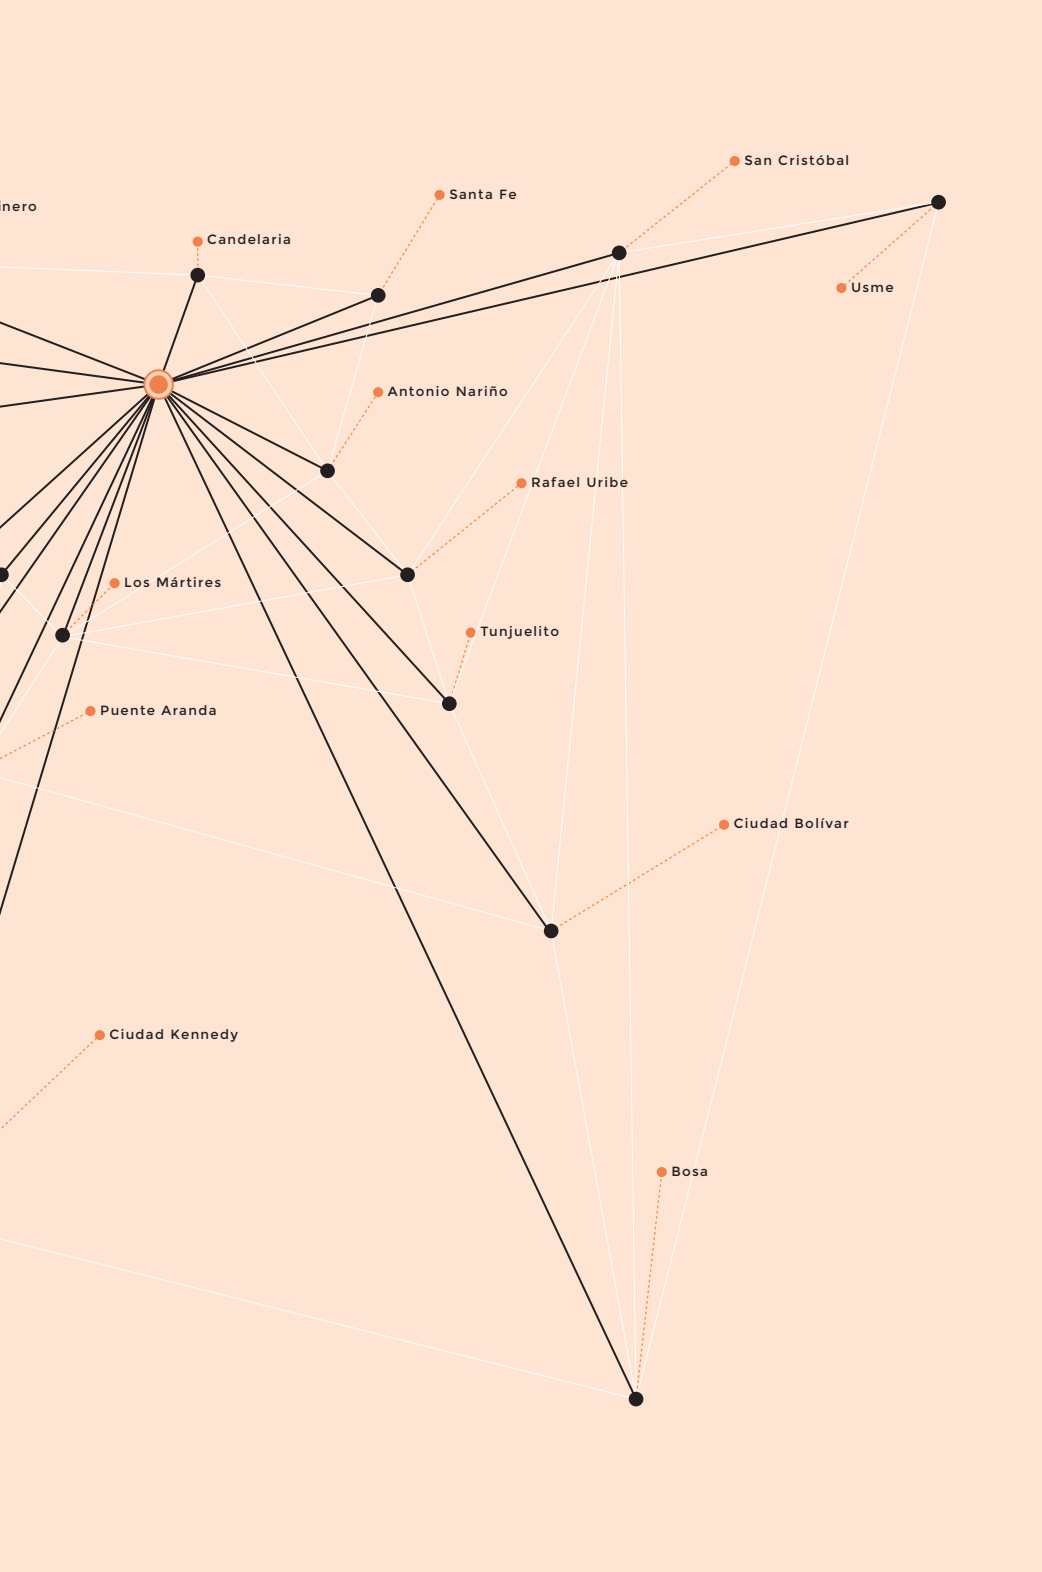 San Cristóbal
Santa Fe
inero
Candelaria
Usme
Antonio Nariño
Rafael Uribe
Los Mártires
Tunjuelito
Puente Aranda
Ciudad Bolívar
Ciudad Kennedy
Bosa